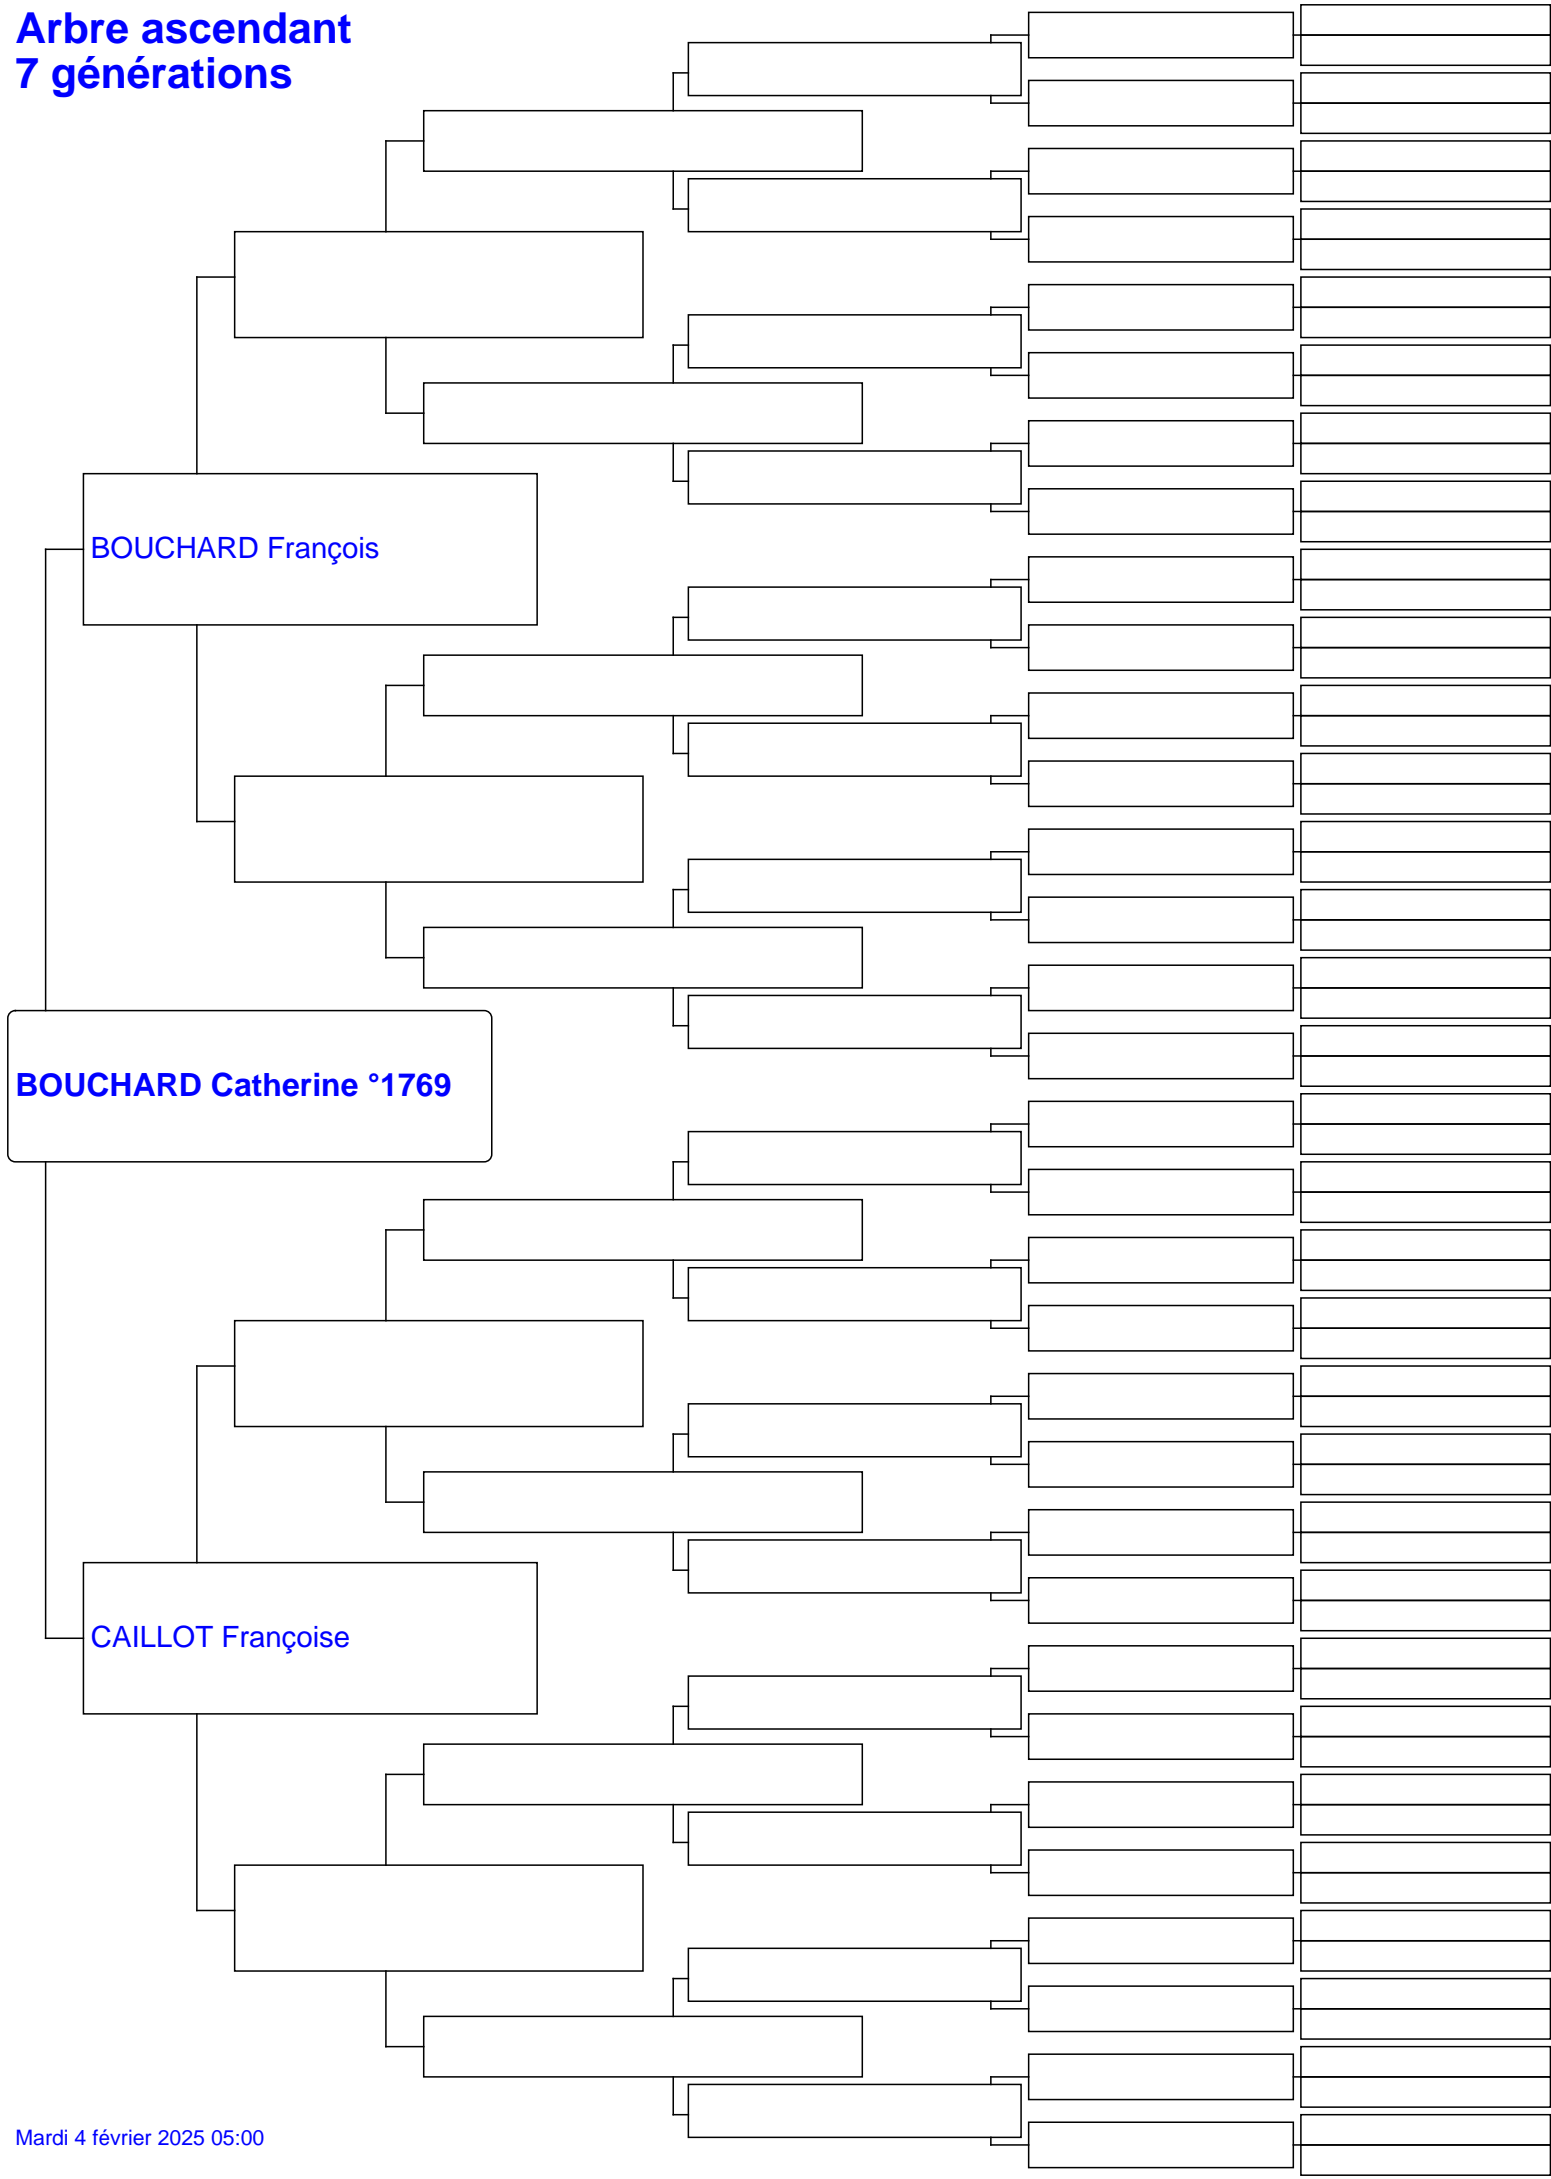 Arbre ascendant
7 générations
BOUCHARD François
BOUCHARD Catherine °1769
CAILLOT Françoise
Mardi 4 février 2025 05:00